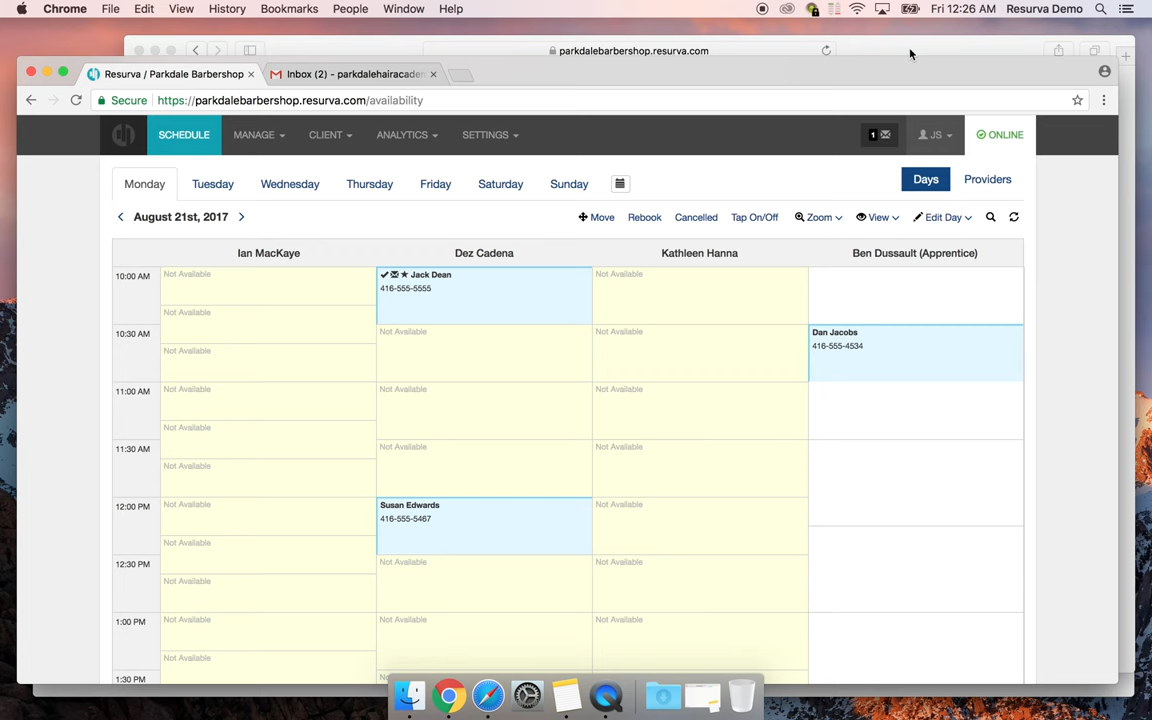 Chrome File Edit View History Bookmarks People Window Help Fri 12:26 AM Resurva Demo
parkdalebarbershop.resurva.com
Resurva / Parkdale Barbershop Inbox (2) - parkdalehairacadem
Secure https://parkdalebarbershop.resurva.com/availability
SCHEDULE MANAGE CLIENT ANALYTICS SETTINGS 1 JS ONLINE
Monday Tuesday Wednesday Thursday Friday Saturday Sunday Days Providers
August 21st, 2017 Move Rebook Cancelled Tap On/Off Zoom View Edit Day
Ian MacKaye Dez Cadena Kathleen Hanna Ben Dussault (Apprentice)
10:00 AM Not Available Jack Dean Not Available
416-555-5555
Not Available
10:30 AM Not Available Not Available Dan Jacobs
Not Available 416-555-4534
11:00 AM Not Available Not Available Not Available
Not Available
11:30 AM Not Available Not Available
Not Available
12:00 PM Not Available Susan Edwards Not Available
416-555-5467
Not Available
12:30 PM Not Available Not Available
Not Available
1:00 PM Not Available Not Available Not Available
Not Available
1:30 PM